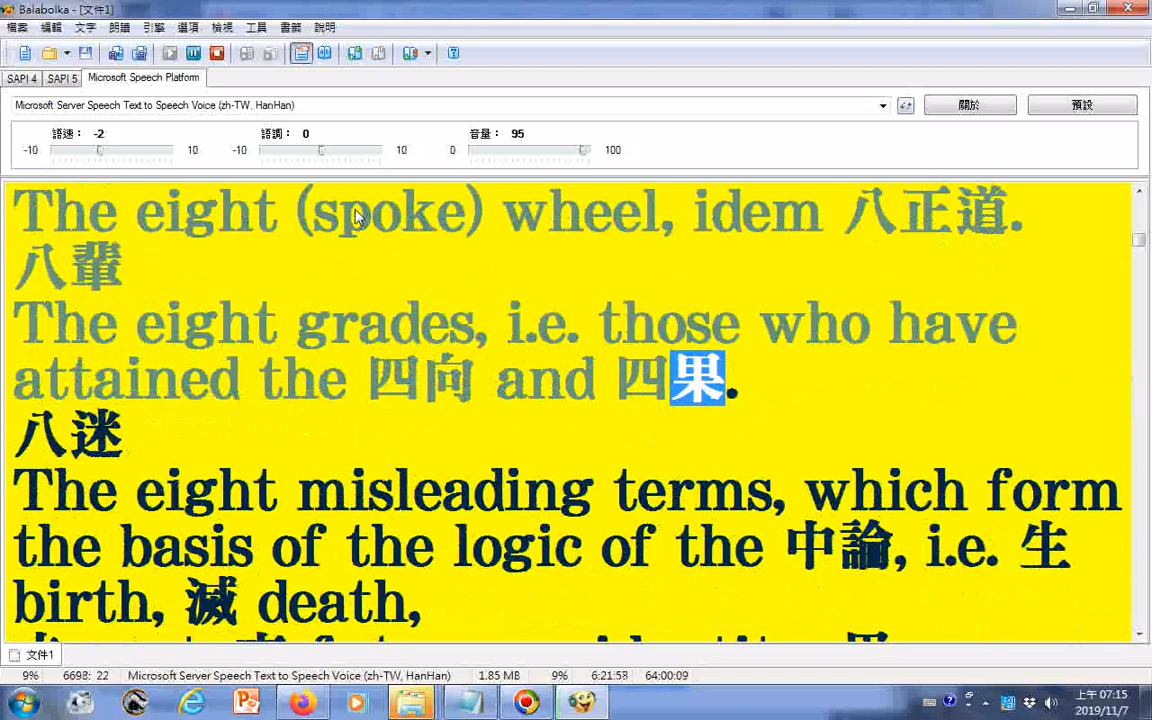 Balabolka - [文件1]
檔案 編輯 文字 朗讀 引擎 選項 檢視 工具 書籤 說明
SAPI 4 SAPI 5 Microsoft Speech Platform
Microsoft Server Speech Text to Speech Voice (zh-TW, HanHan) 關於 預設
語速： -2 語調： 0 音量： 95
-10 10 -10 10 0 100
The eight (spoke) wheel, idem 八正道.
八輩
The eight grades, i.e. those who have
attained the 四向 and 四果.
八迷
The eight misleading terms, which form
the basis of the logic of the 中論, i.e. 生
birth, 滅 death,
文件1
9% 6698: 22 Microsoft Server Speech Text to Speech Voice (zh-TW, HanHan) 1.85 MB 9% 6:21:53 64:00:09
上午 07:15
2019/11/7